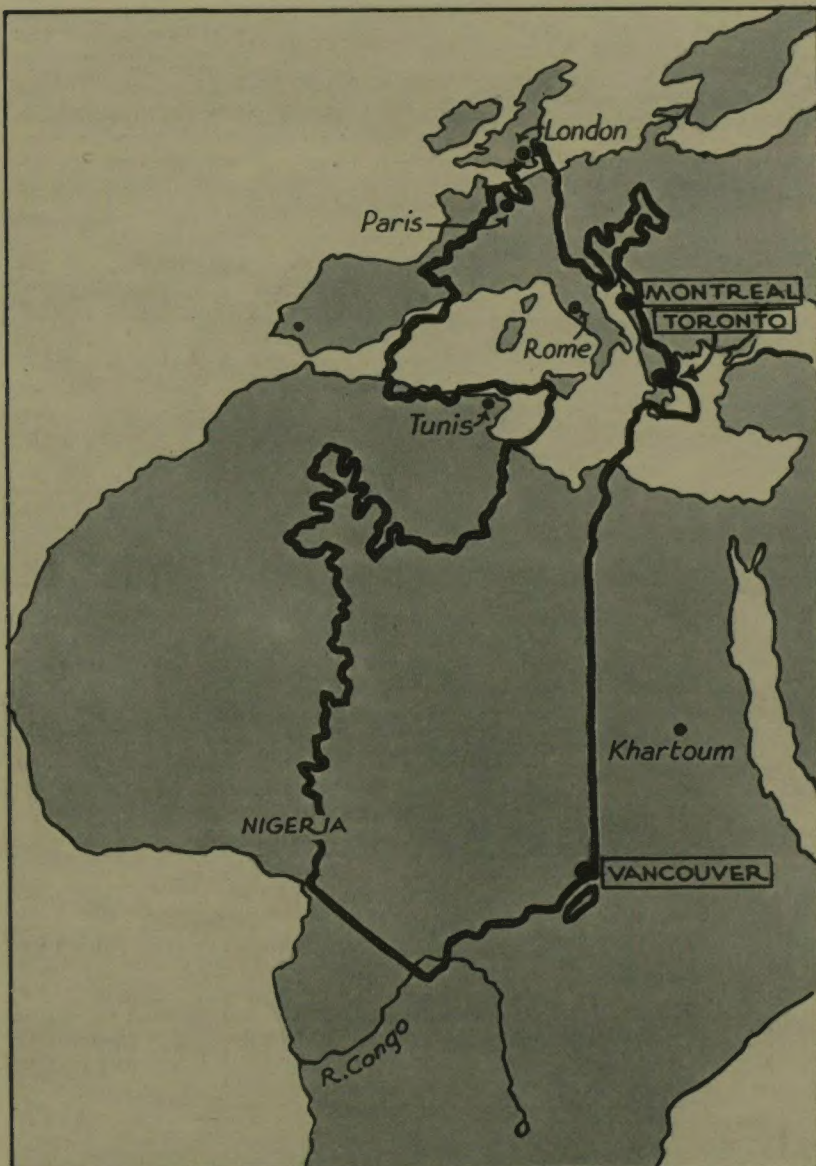 London
Paris
MONTREAL
TORONTO
Rome
Tunis
Khartoum
NIGERIA
VANCOUVER
R. Congo